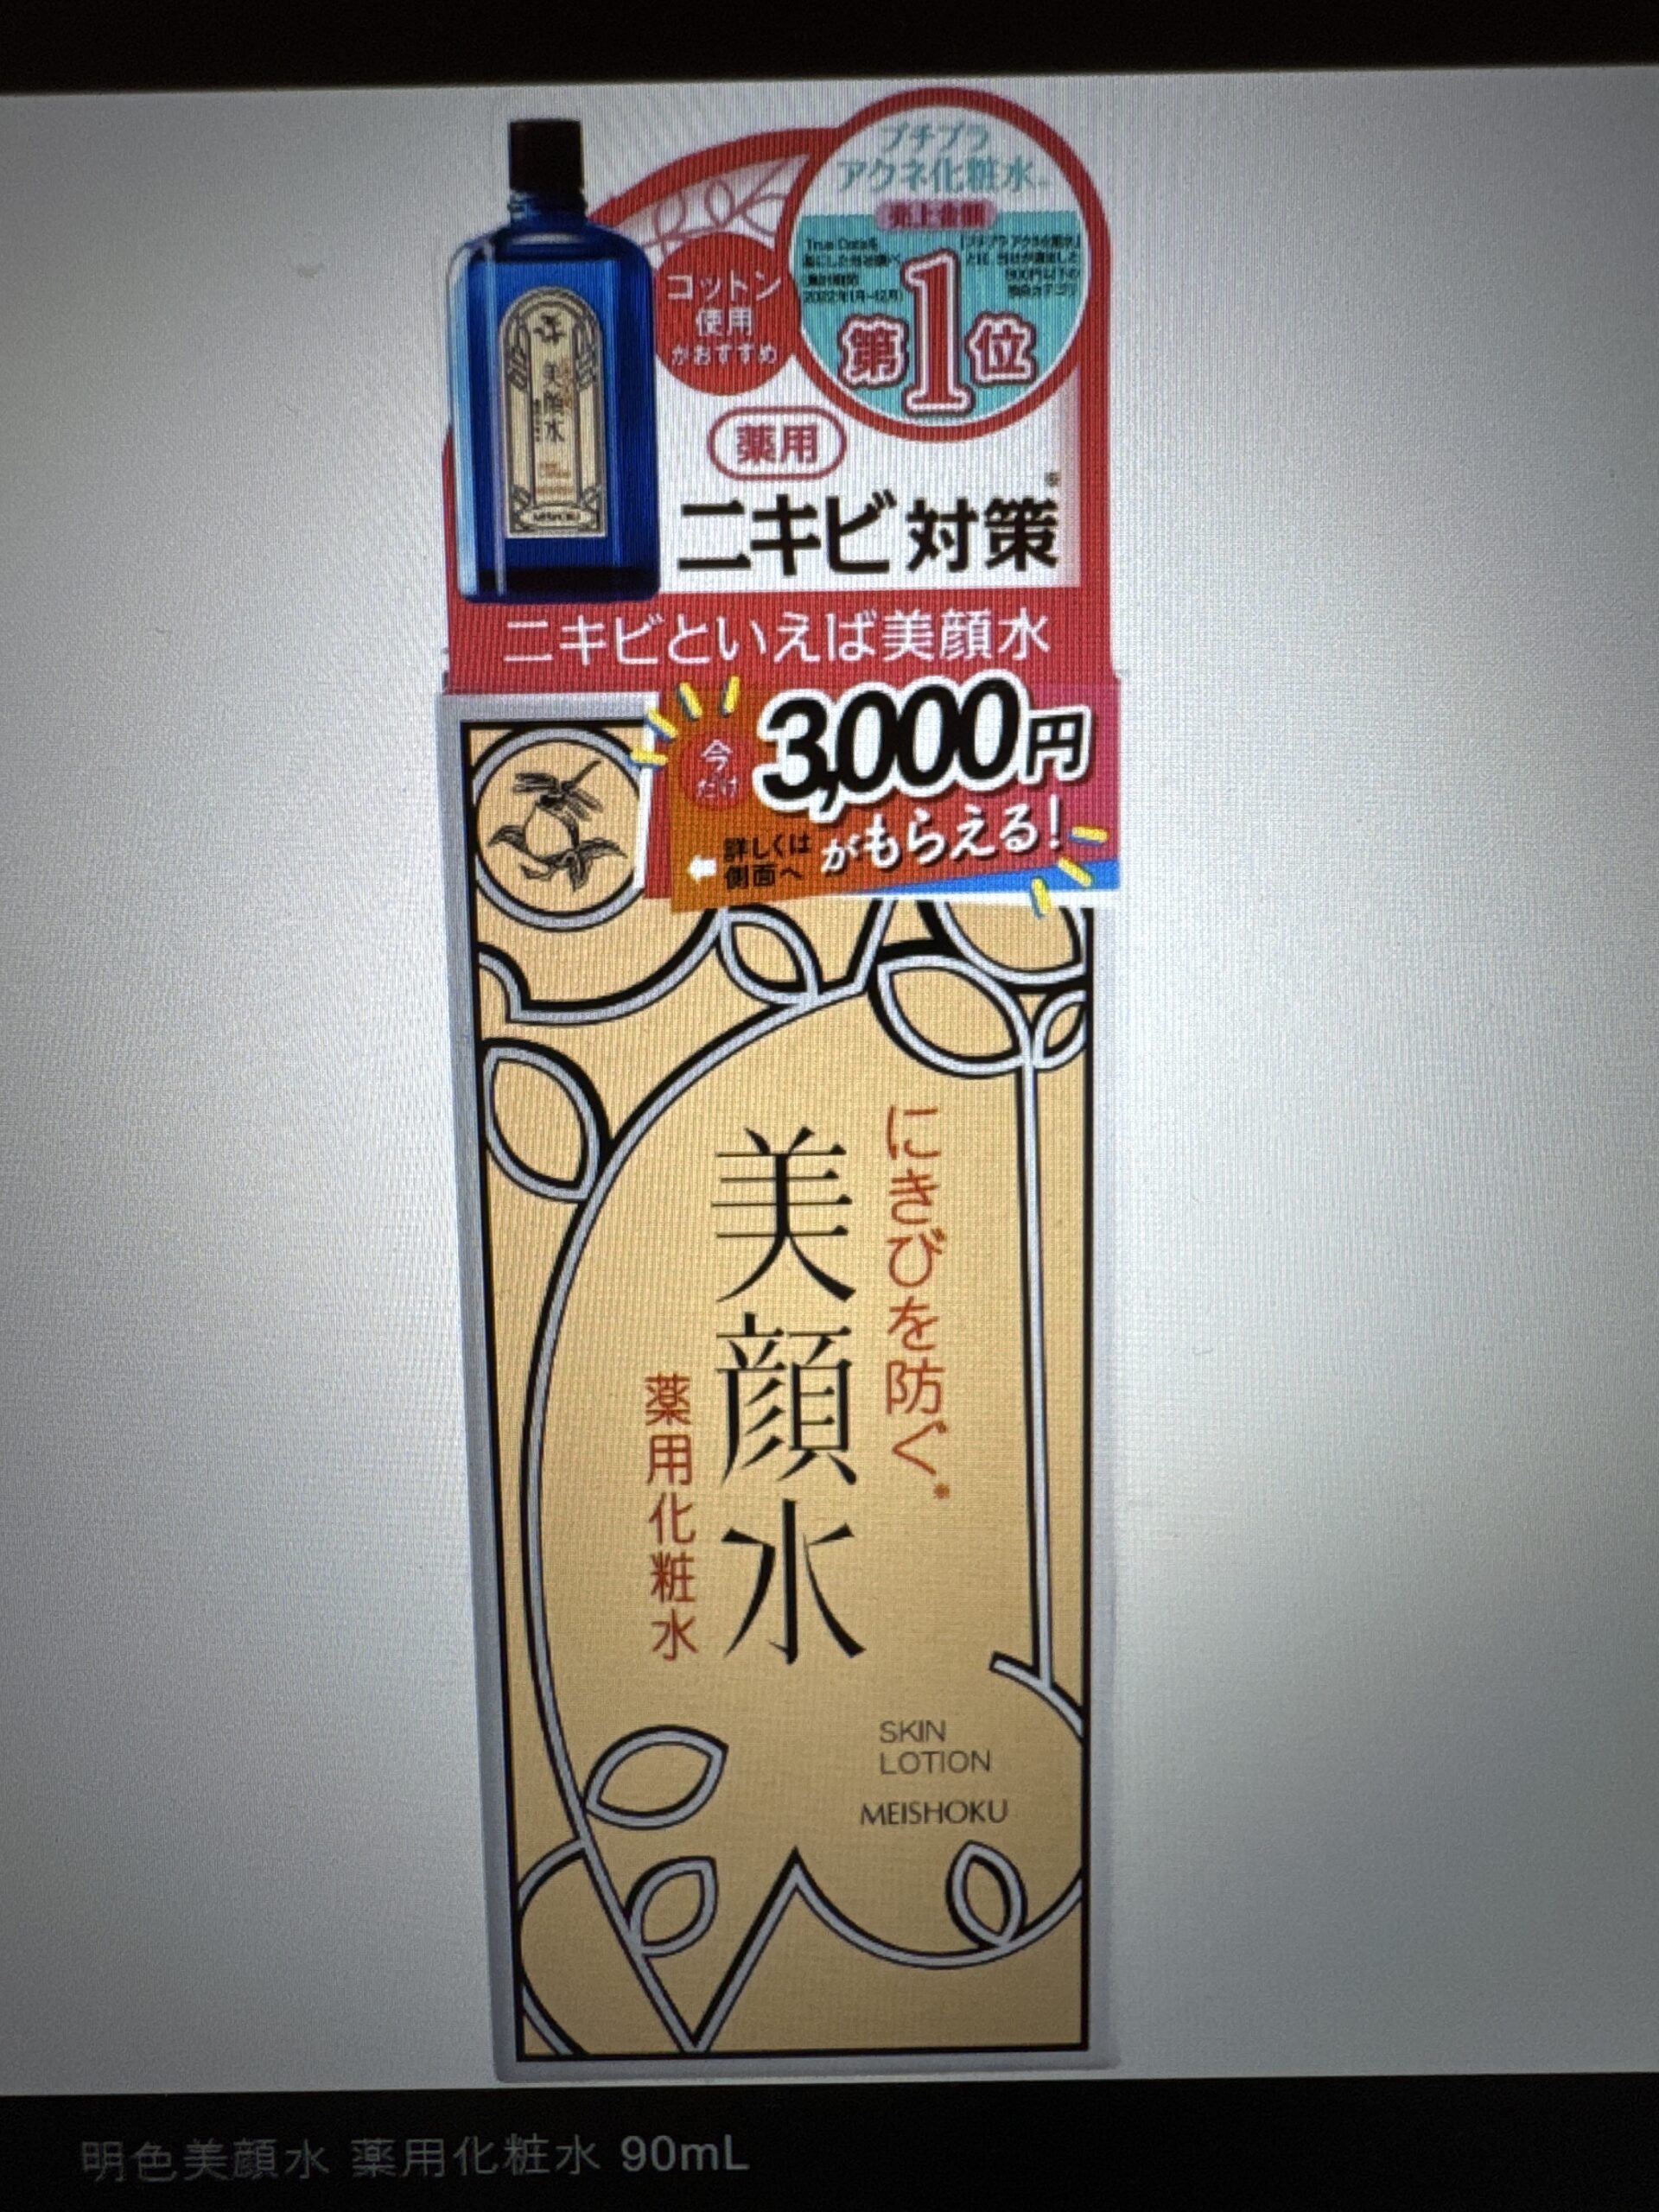 プチプラ
アクネ化粧水
売上金額
第1位
コットン
使用
がおすすめ
薬用
ニキビ対策※
ニキビといえば美顔水
今だけ
3,000円
がもらえる!
詳しくは
側面へ
にきびを防ぐ※
美顔水
薬用化粧水
SKIN
LOTION
MEISHOKU
明色美顔水 薬用化粧水 90mL